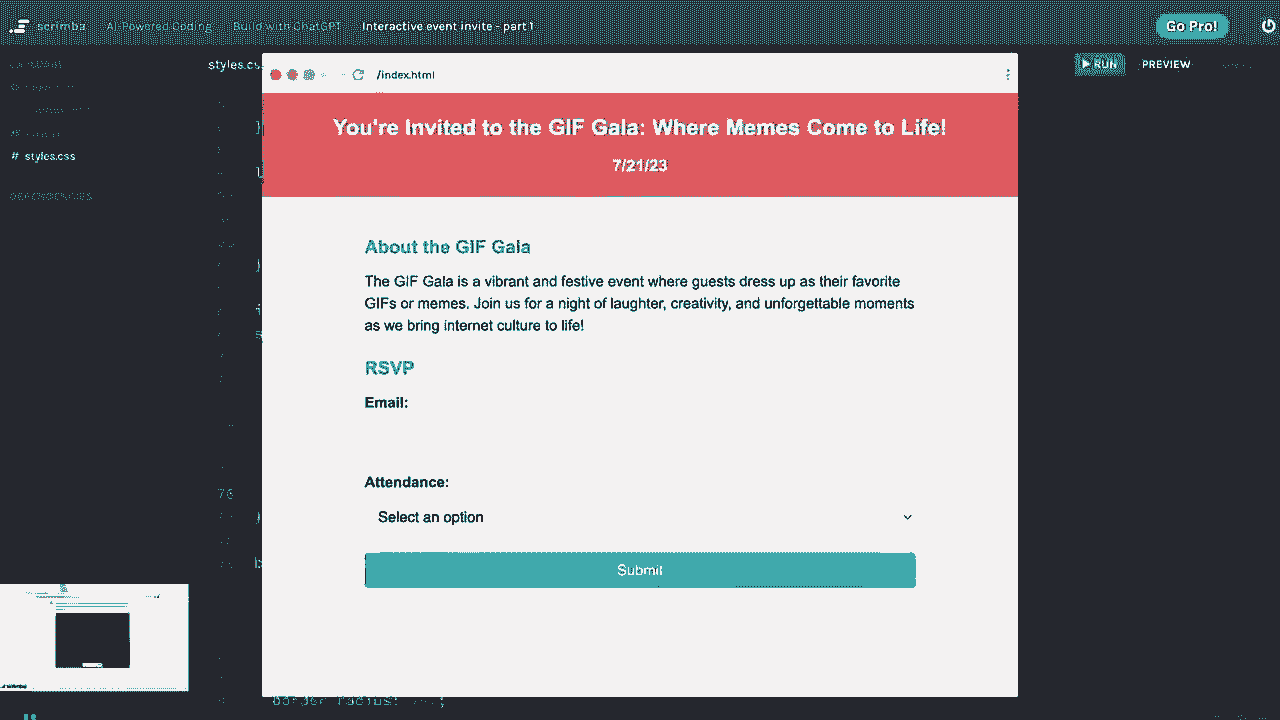 scrimba AI-Powered Coding Build with ChatGPT Interactive event invite - part 1 Go Pro!
styles.css /index.html RUN PREVIEW
You're Invited to the GIF Gala: Where Memes Come to Life!
7/21/23
# styles.css
DEPENDENCIES
About the GIF Gala
The GIF Gala is a vibrant and festive event where guests dress up as their favorite
GIFs or memes. Join us for a night of laughter, creativity, and unforgettable moments
as we bring internet culture to life!
RSVP
Email:
Attendance:
70
Select an option
Submit
border radius: